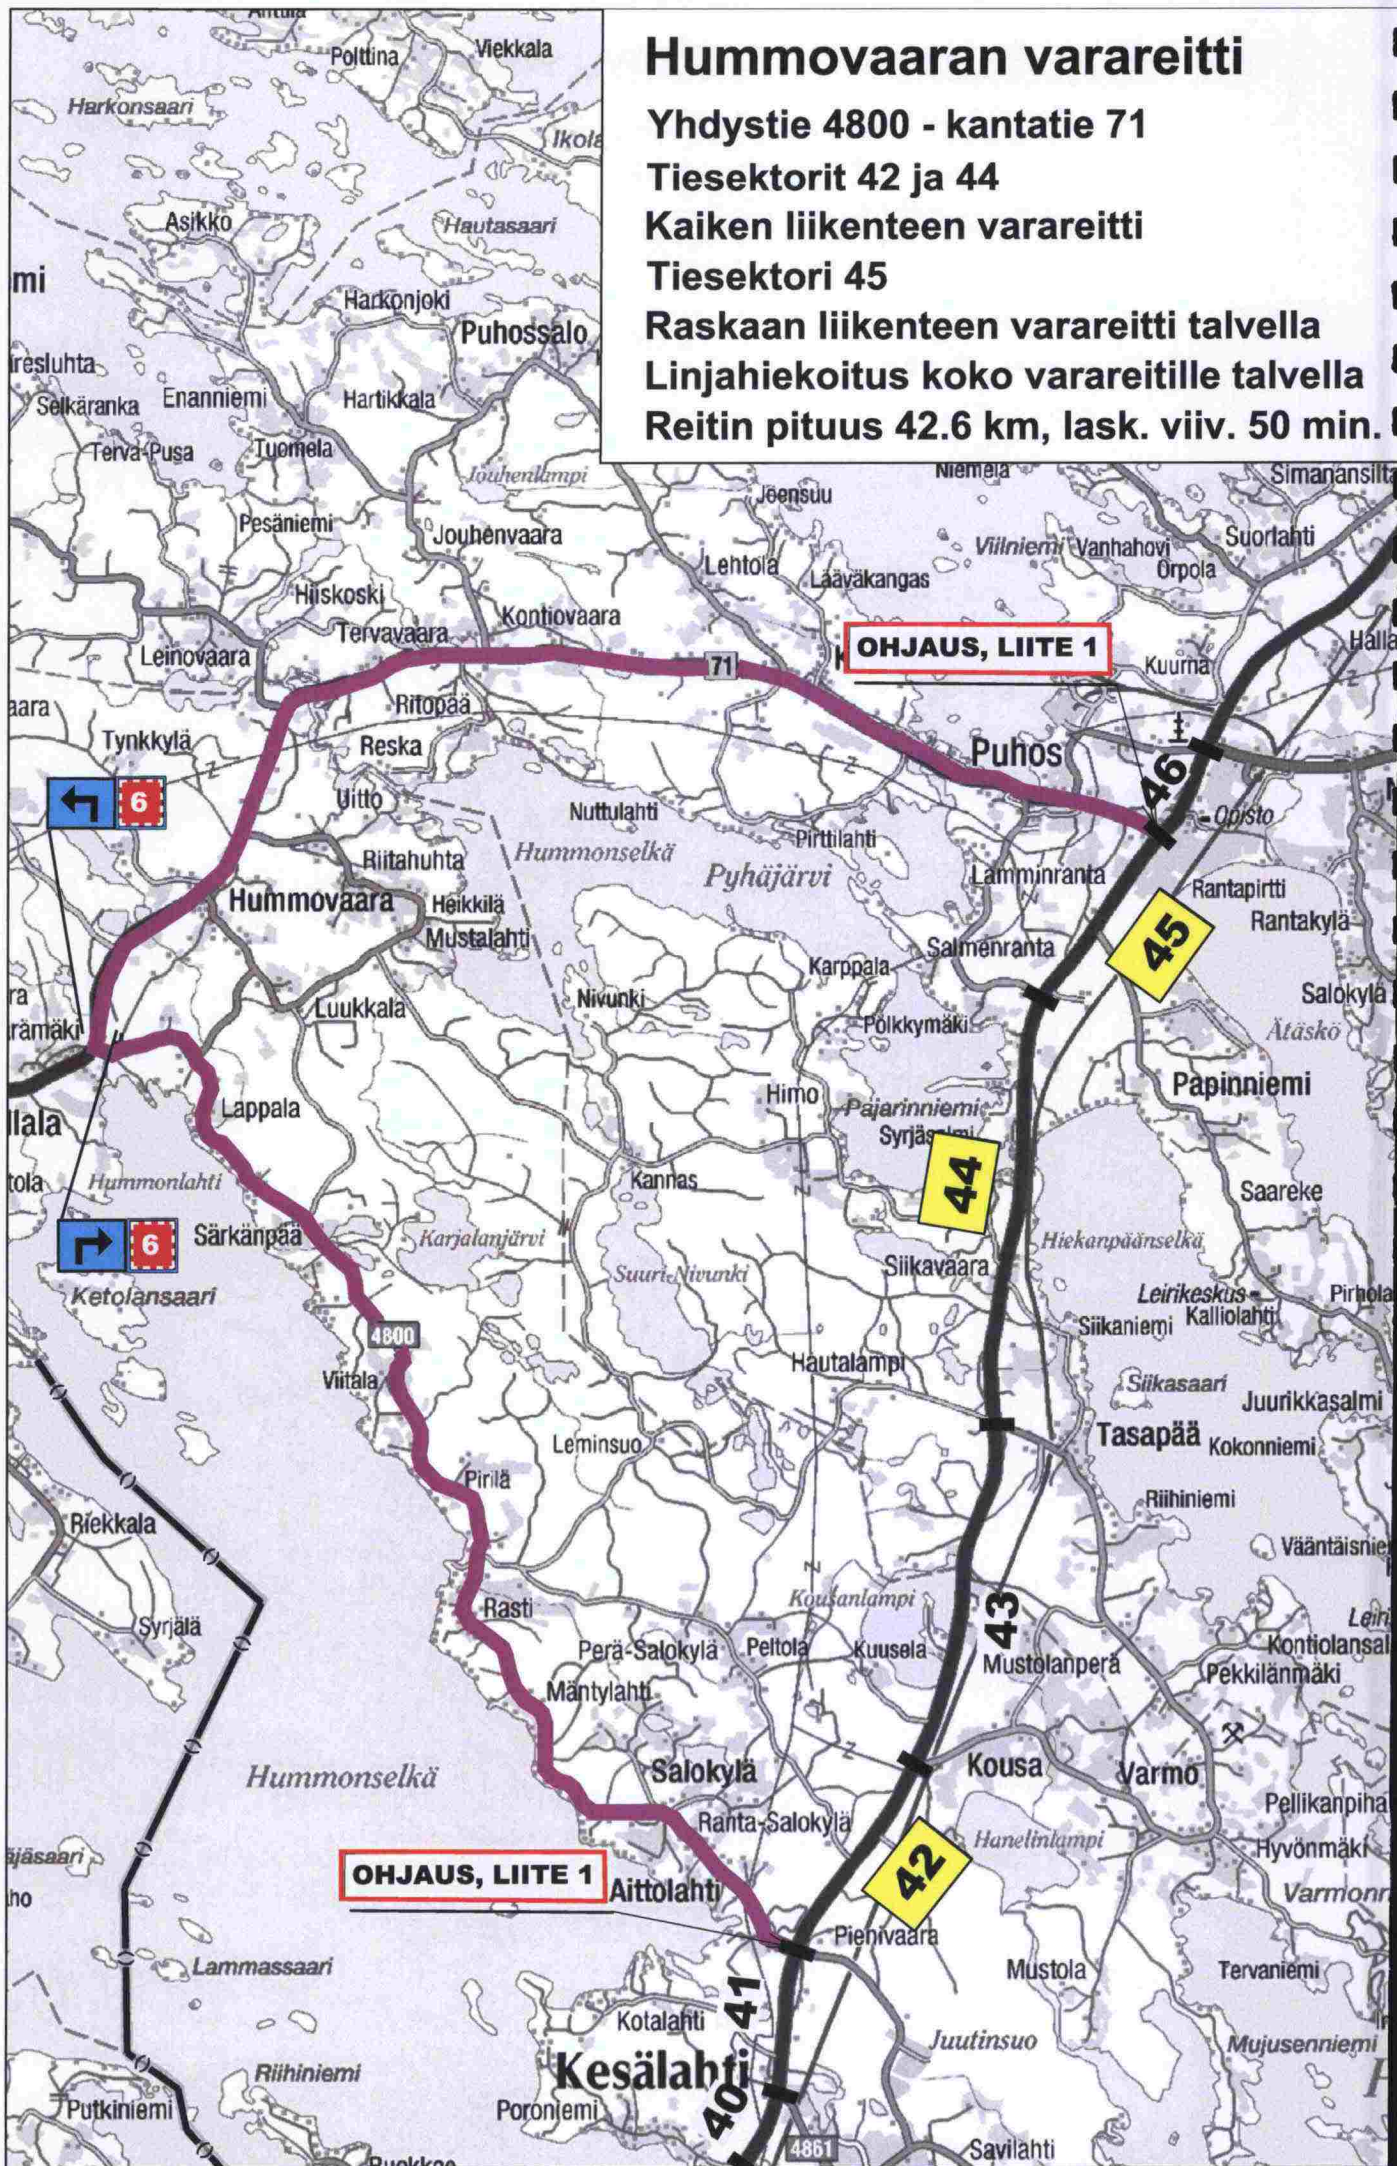 Hummovaaran varareitti
Yhdystie 4800 - kantatie 71
Tiesektorit 42 ja 44
Kaiken liikenteen varareitti
Tiesektori 45
Raskaan liikenteen varareitti talvella
Linjahiekoitus koko varareitille talvella
Reitin pituus 42.6 km, lask. viiv. 50 min.
Anttila
Polttina
Viekkala
Harkonsaari
Asikko
Hautasaari
mi
Harkonjoki
Puhossalo
Selkäranka
Enanniemi
Hartikkala
Terva-Pusa
Tuomela
Jouhenlampi
Niemelä
Joensuu
Pesäniemi
Jouhenvaara
Viilniemi
Vanhahovi
Suorlahti
Orpola
Lehtola
Lääväkangas
Hiiskoski
Kontiovaara
Tervavaara
Leinovaara
71
OHJAUS, LIITE 1
Kuurna
aara
Ritopää
Tynkkylä
Reska
Puhos
46
6
Uitto
Nuttulahti
Opisto
Pirttilahti
Riitahuhta
Hummonselkä
Pyhäjärvi
Lamminranta
Rantapirtti
Hummovaara
Heikkilä
Mustalahti
Salmenranta
45
Rantakylä
Karppala
Nivunki
Luukkala
Salokylä
rämäki
Pölkkymäki
Ätäskö
Himo
Papinniemi
Lappala
Pajarinniemi
llala
tola
Hummonlahti
Kannas
44
Saareke
Särkänpää
6
Karjalanjärvi
Hiekanpäänselkä
Suuri-Nivunki
Siikavaara
Ketolansaari
Leirikeskus
Kalliolahti
Pirhola
4800
Siikaniemi
Viitala
Hautalampi
Siikasaari
Juurikkasalmi
Leminsuo
Tasapää
Kokonniemi
Pirilä
Riihiniemi
Riekkala
Kousanlampi
43
Rasti
Syrjälä
Perä-Salokylä
Peltola
Kuusela
Mustolanperä
Pekkilänmäki
Mäntylahti
Hummonselkä
Salokylä
Kousa
Varmo
Pellikanpiha
Ranta-Salokylä
Hanelinlampi
Hyvönmäki
42
OHJAUS, LIITE 1
Aittolahti
ho
Pienivaara
Lammassaari
Mustola
Tervaniemi
41
Kotalahti
Juutinsuo
Mujusenniemi
Riihiniemi
Kesälahti
Putkiniemi
Poroniemi
40
4861
Savilahti